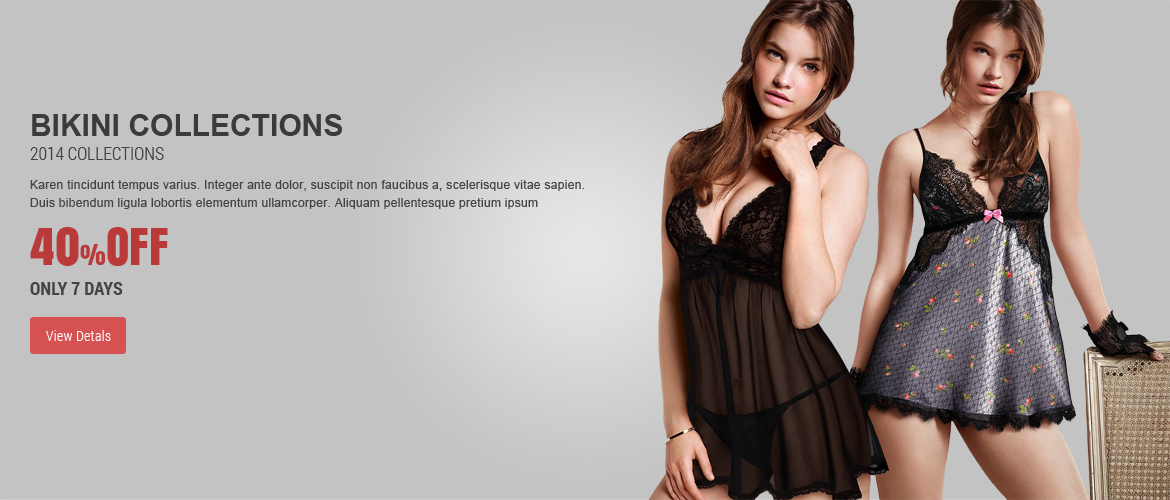 BIKINI COLLECTIONS
2014 COLLECTIONS
Karen tincidunt tempus varius. Integer ante dolor, suscipit non faucibus a, scelerisque vitae sapien.
Duis bibendum ligula lobortis elementum ullamcorper. Aliquam pellentesque pretium ipsum
40%OFF
ONLY 7 DAYS
View Detals